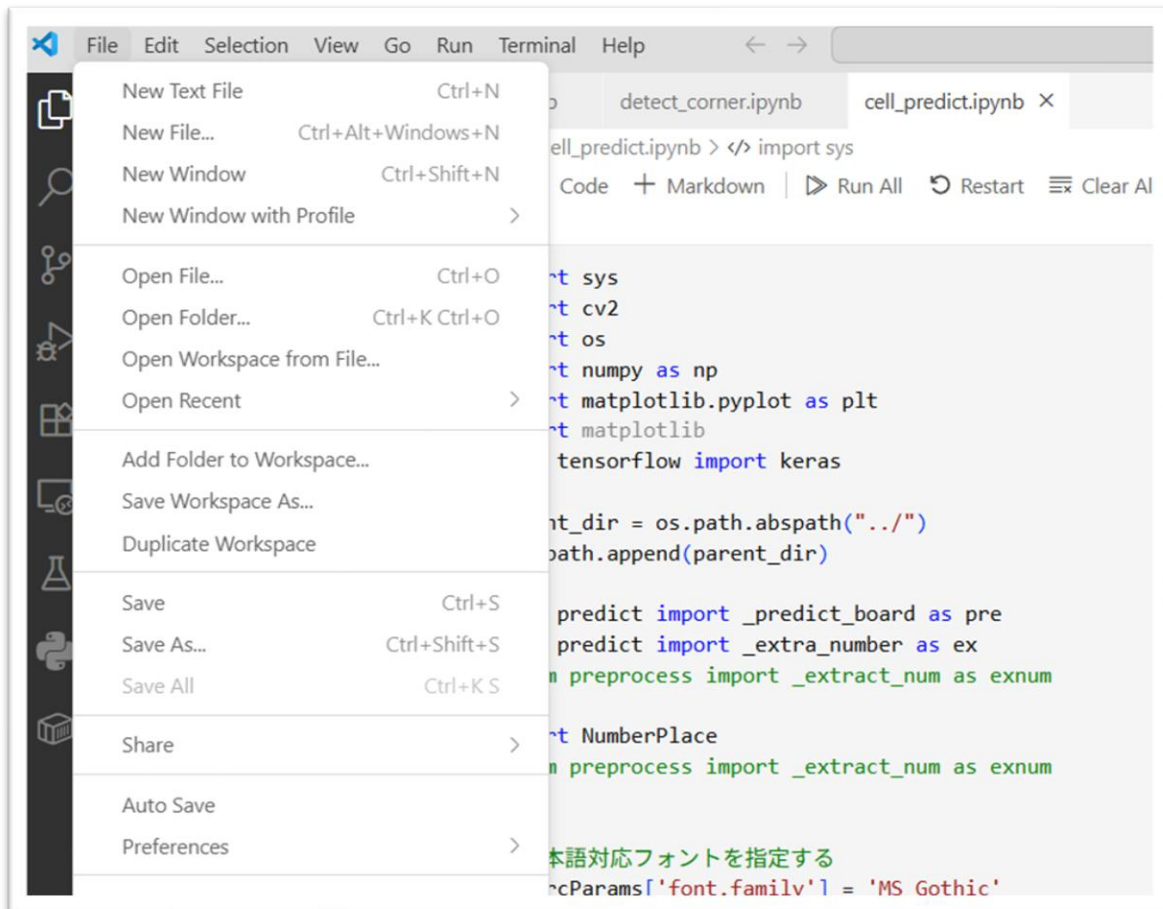 File Edit Selection View Go Run Terminal Help
New Text File Ctrl+N
New File... Ctrl+Alt+Windows+N
New Window Ctrl+Shift+N
New Window with Profile
Open File... Ctrl+O
Open Folder... Ctrl+K Ctrl+O
Open Workspace from File...
Open Recent
Add Folder to Workspace...
Save Workspace As...
Duplicate Workspace
Save Ctrl+S
Save As... Ctrl+Shift+S
Save All Ctrl+K S
Share
Auto Save
Preferences
detect_corner.ipynb cell_predict.ipynb ×
ell_predict.ipynb > </> import sys
Code + Markdown Run All Restart Clear Al
rt sys
rt cv2
rt os
rt numpy as np
rt matplotlib.pyplot as plt
rt matplotlib
tensorflow import keras
nt_dir = os.path.abspath("../")
path.append(parent_dir)
predict import _predict_board as pre
predict import _extra_number as ex
m preprocess import _extract_num as exnum
rt NumberPlace
m preprocess import _extract_num as exnum
本語対応フォントを指定する
rcParams['font.family'] = 'MS Gothic'